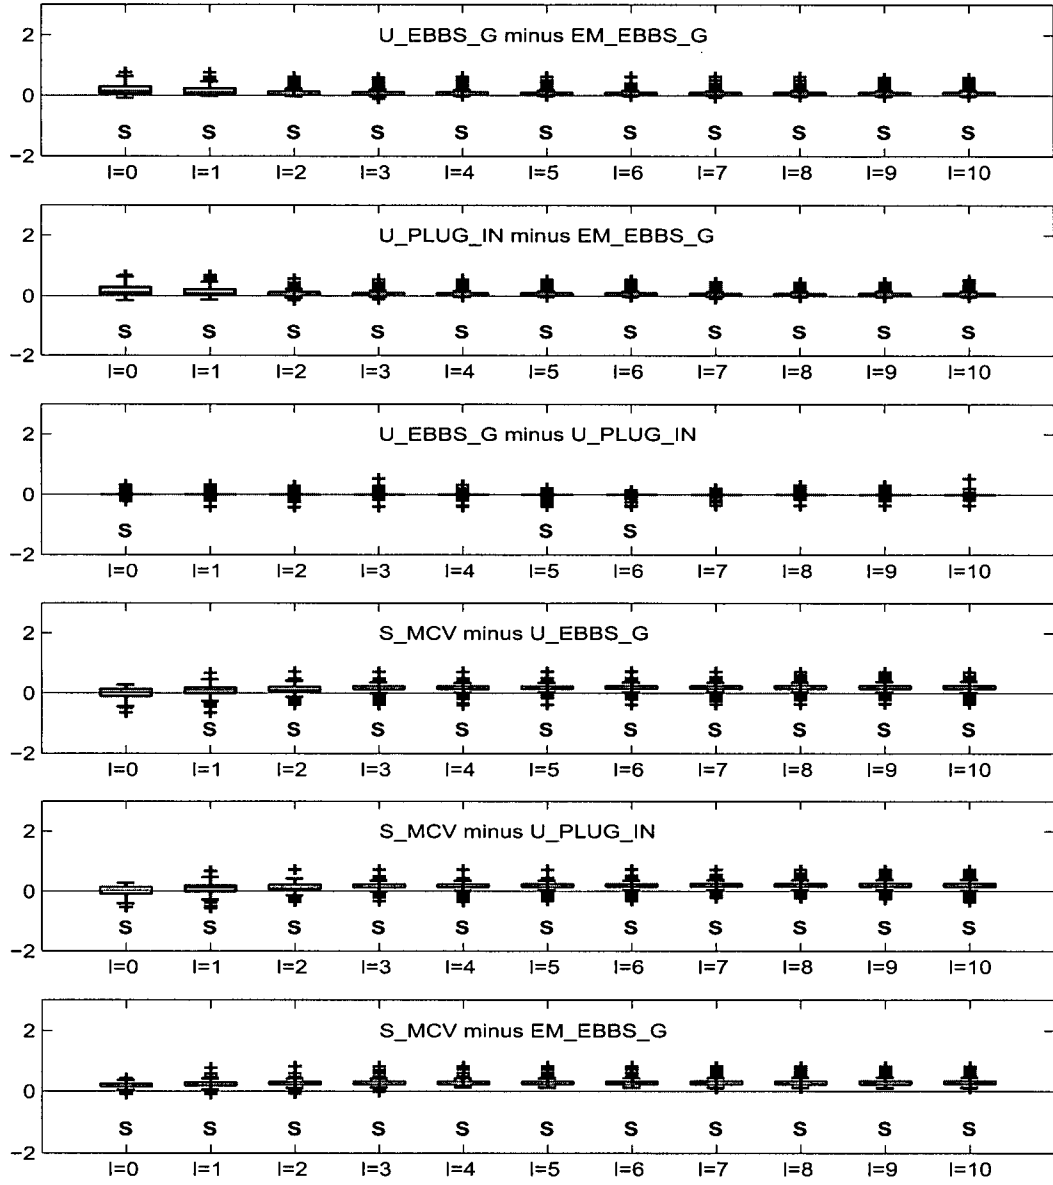 2
U_EBBS_G minus EM_EBBS_G
0
S S S S S S S S S S S
−2
l=0 l=1 l=2 l=3 l=4 l=5 l=6 l=7 l=8 l=9 l=10
2
U_PLUG_IN minus EM_EBBS_G
0
S S S S S S S S S S S
−2
l=0 l=1 l=2 l=3 l=4 l=5 l=6 l=7 l=8 l=9 l=10
2
U_EBBS_G minus U_PLUG_IN
0
S S S
−2
l=0 l=1 l=2 l=3 l=4 l=5 l=6 l=7 l=8 l=9 l=10
2
S_MCV minus U_EBBS_G
0
S S S S S S S S S S
−2
l=0 l=1 l=2 l=3 l=4 l=5 l=6 l=7 l=8 l=9 l=10
2
S_MCV minus U_PLUG_IN
0
S S S S S S S S S S S
−2
l=0 l=1 l=2 l=3 l=4 l=5 l=6 l=7 l=8 l=9 l=10
2
S_MCV minus EM_EBBS_G
0
S S S S S S S S S S S
−2
l=0 l=1 l=2 l=3 l=4 l=5 l=6 l=7 l=8 l=9 l=10